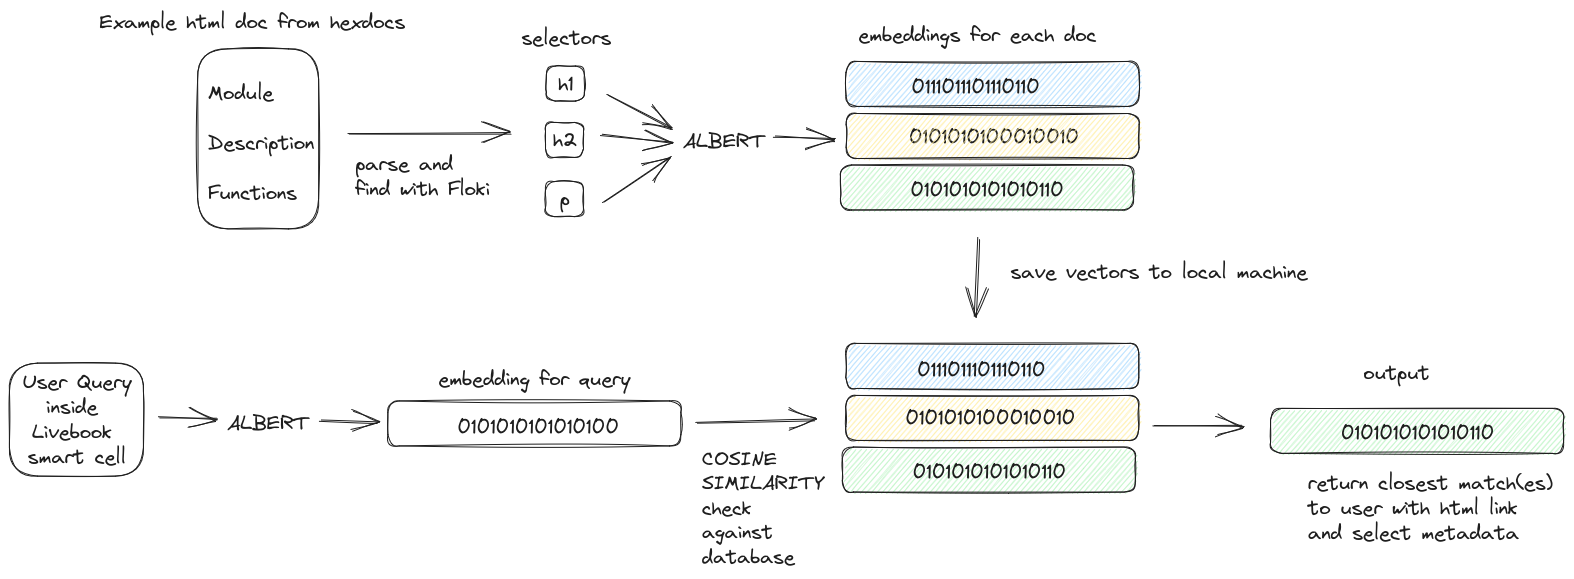 Example html doc from hexdocs
Module
Description
Functions
parse and
find with Floki
selectors
h1
h2
p
ALBERT
embeddings for each doc
0111011101110110
0101010100010010
0101010101010110
save vectors to local machine
User Query
inside
Livebook
smart cell
ALBERT
embedding for query
0101010101010100
COSINE
SIMILARITY
check
against
database
0111011101110110
0101010100010010
0101010101010110
output
0101010101010110
return closest match(es)
to user with html link
and select metadata